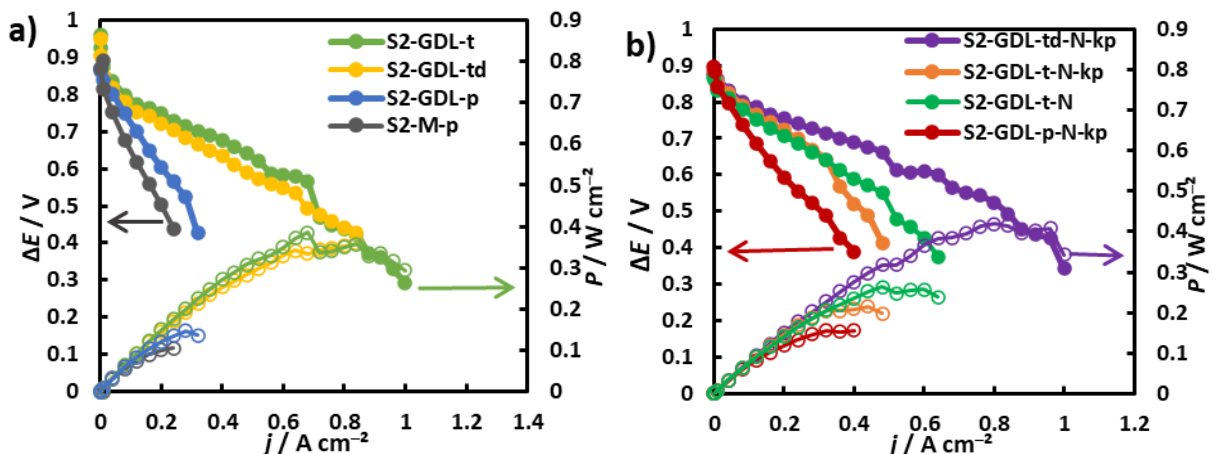 a)
S2-GDL-t
S2-GDL-td
S2-GDL-p
S2-M-p
ΔE / V
1
0.9
0.8
0.7
0.6
0.5
0.4
0.3
0.2
0.1
0
0.9
0.8
0.7
0.6
0.5
0.4
0.3
0.2
0.1
0
P / W cm⁻²
0 0.2 0.4 0.6 0.8 1 1.2 1.4
j / A cm⁻²
b)
S2-GDL-td-N-kp
S2-GDL-t-N-kp
S2-GDL-t-N
S2-GDL-p-N-kp
ΔE / V
1
0.9
0.8
0.7
0.6
0.5
0.4
0.3
0.2
0.1
0
0.9
0.8
0.7
0.6
0.5
0.4
0.3
0.2
0.1
0
P / W cm⁻²
0 0.2 0.4 0.6 0.8 1 1.2
j / A cm⁻²